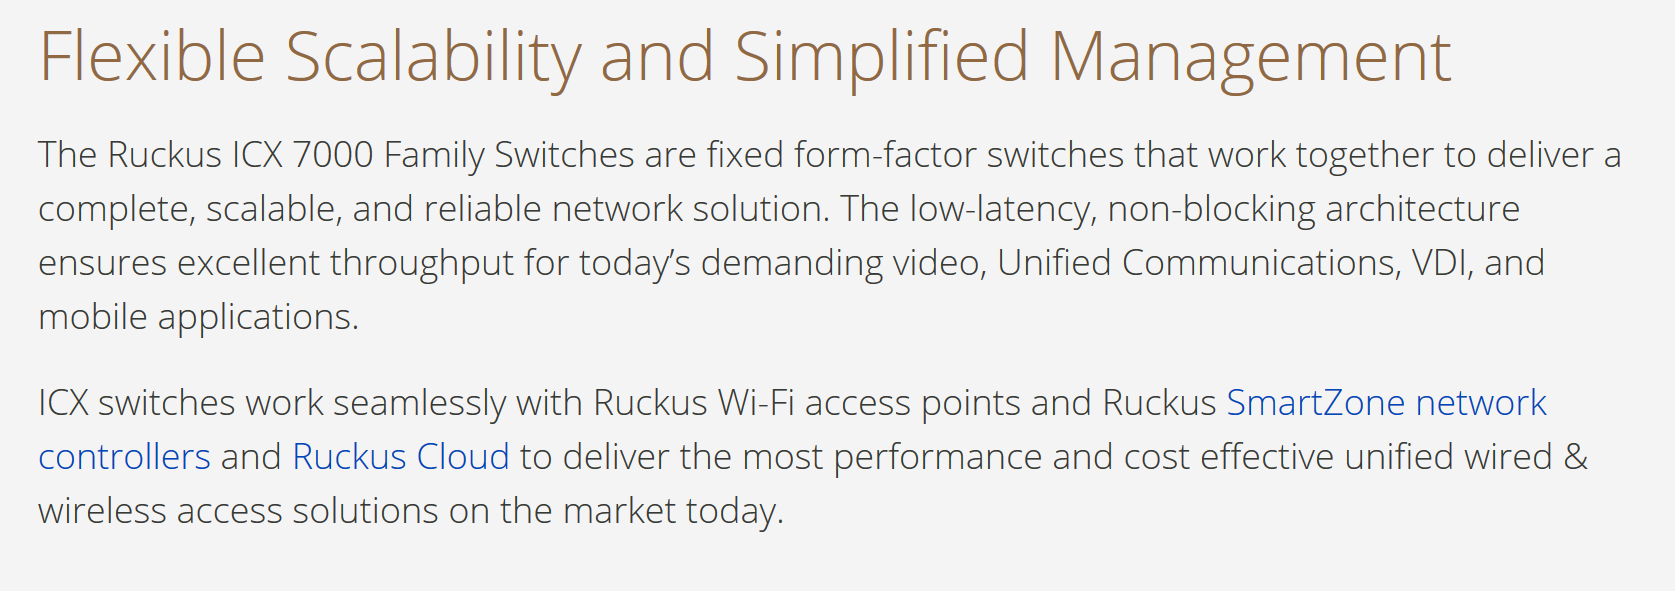 Flexible Scalability and Simplified Management
The Ruckus ICX 7000 Family Switches are fixed form-factor switches that work together to deliver a
complete, scalable, and reliable network solution. The low-latency, non-blocking architecture
ensures excellent throughput for today’s demanding video, Unified Communications, VDI, and
mobile applications.
ICX switches work seamlessly with Ruckus Wi-Fi access points and Ruckus SmartZone network
controllers and Ruckus Cloud to deliver the most performance and cost effective unified wired &
wireless access solutions on the market today.